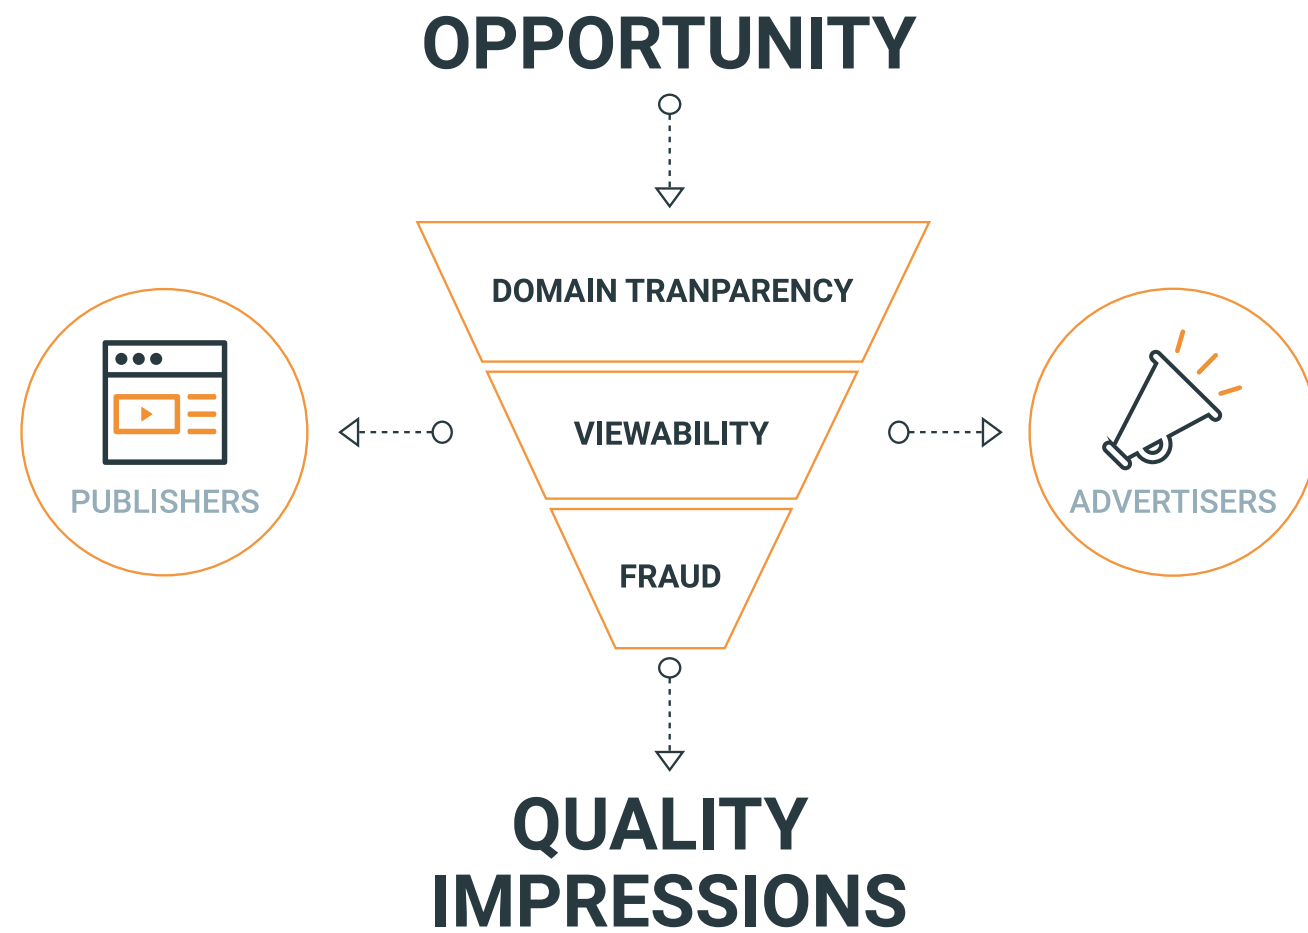 OPPORTUNITY
DOMAIN TRANPARENCY
VIEWABILITY
PUBLISHERS
ADVERTISERS
FRAUD
QUALITY
IMPRESSIONS